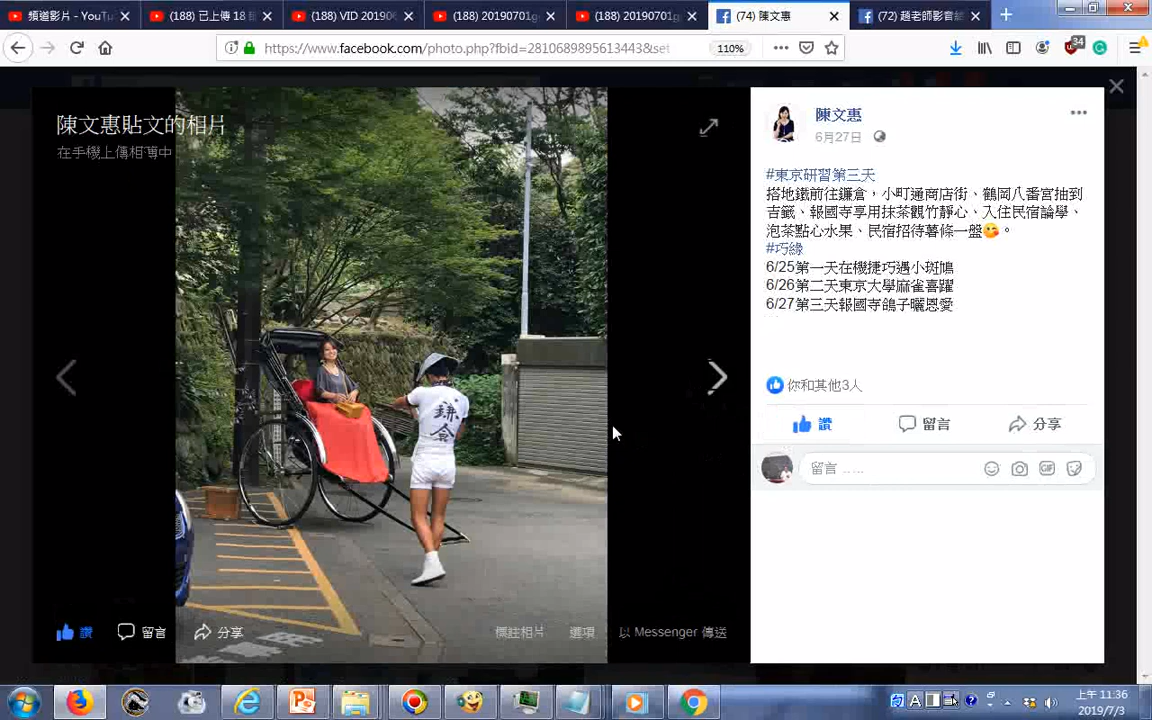 頻道影片 - YouTu
(188) 已上傳 18
(188) VID 20190
(188) 20190701g
(188) 20190701g
(74) 陳文惠
(72) 趙老師影音
https://www.facebook.com/photo.php?fbid=2810689895613443&set
110%
34
陳文惠貼文的相片
在手機上傳相簿中
鎌倉
陳文惠
6月27日
#東京研習第三天
搭地鐵前往鎌倉，小町通商店街、鶴岡八番宮抽到
吉籤、報國寺享用抹茶觀竹靜心、入住民宿論學、
泡茶點心水果、民宿招待薯條一盤😋。
#巧緣
6/25第一天在機捷巧遇小斑鳩
6/26第二天東京大學麻雀喜躍
6/27第三天報國寺鴿子曬恩愛
你和其他3人
讚 留言 分享
留言 ......
GIF
讚 留言 分享 標註相片 選項 以 Messenger 傳送
上午 11:36
2019/7/3